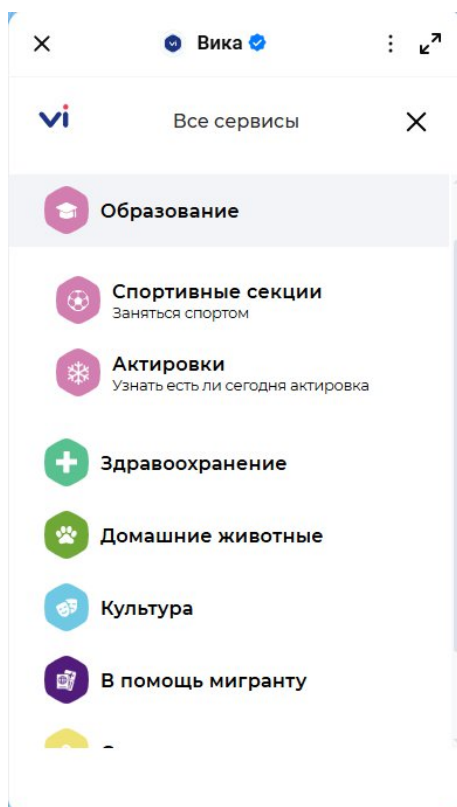 Вика
vi
Все сервисы
Образование
Спортивные секции
Заняться спортом
Актировки
Узнать есть ли сегодня актировка
Здравоохранение
Домашние животные
Культура
В помощь мигранту